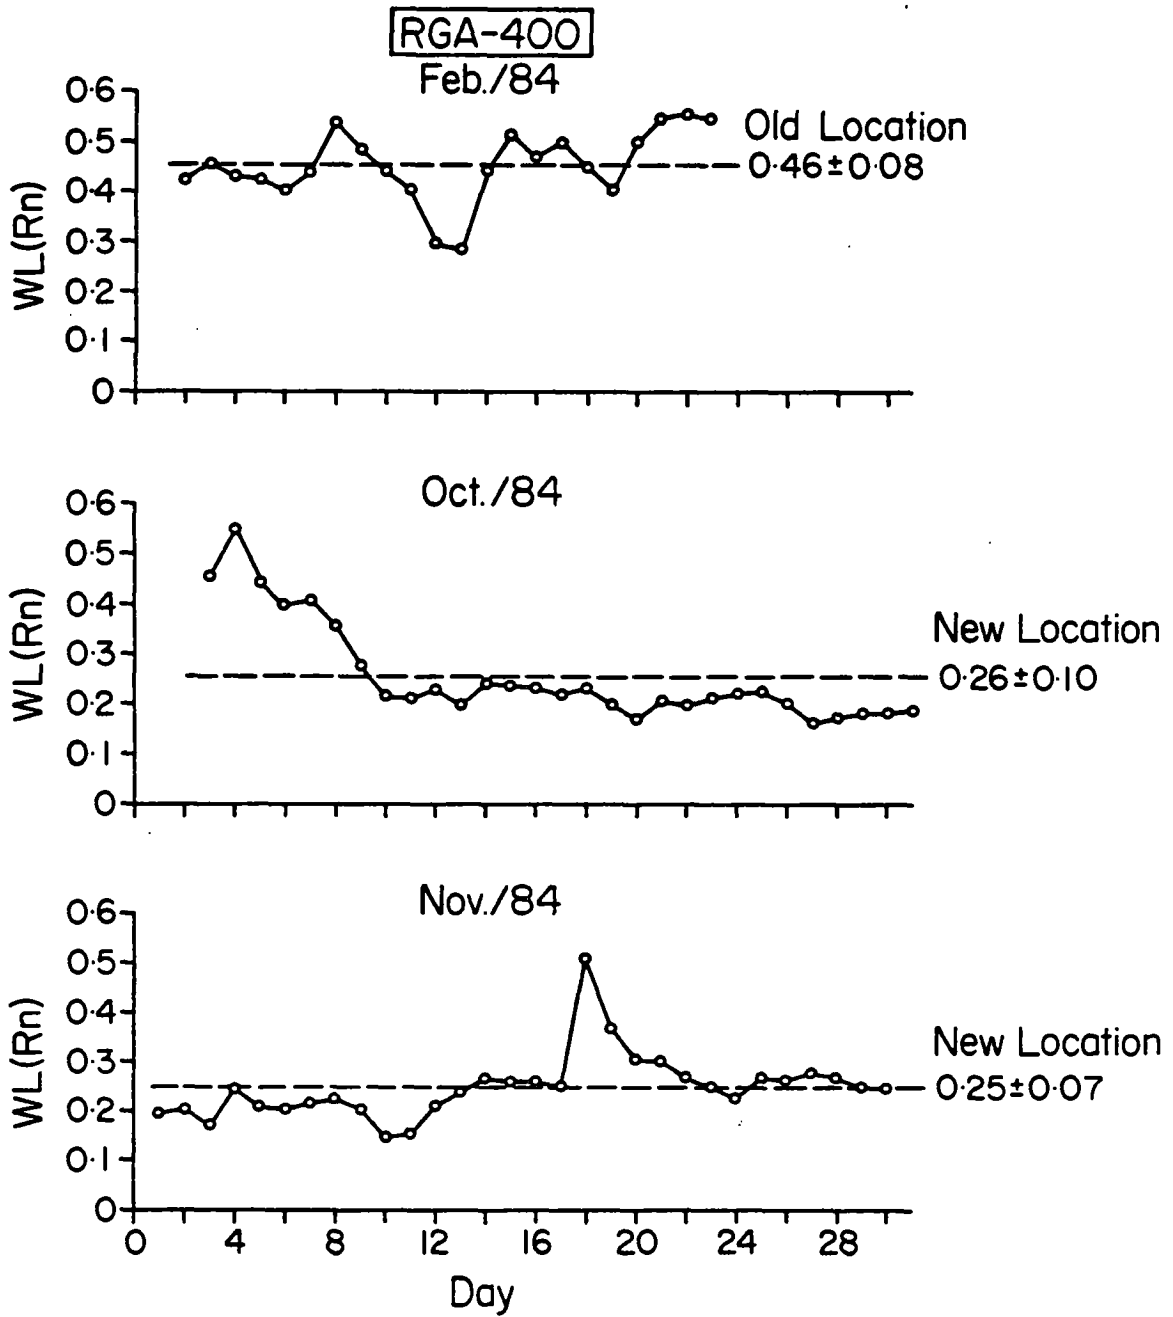 RGA-400
Feb./84
0·6
0·5
0·4
0·3
0·2
0·1
0
WL(Rn)
Old Location
0·46±0·08
Oct./84
0·6
0·5
0·4
0·3
0·2
0·1
0
WL(Rn)
New Location
0·26±0·10
Nov./84
0·6
0·5
0·4
0·3
0·2
0·1
0
WL(Rn)
New Location
0·25±0·07
0 4 8 12 16 20 24 28
Day